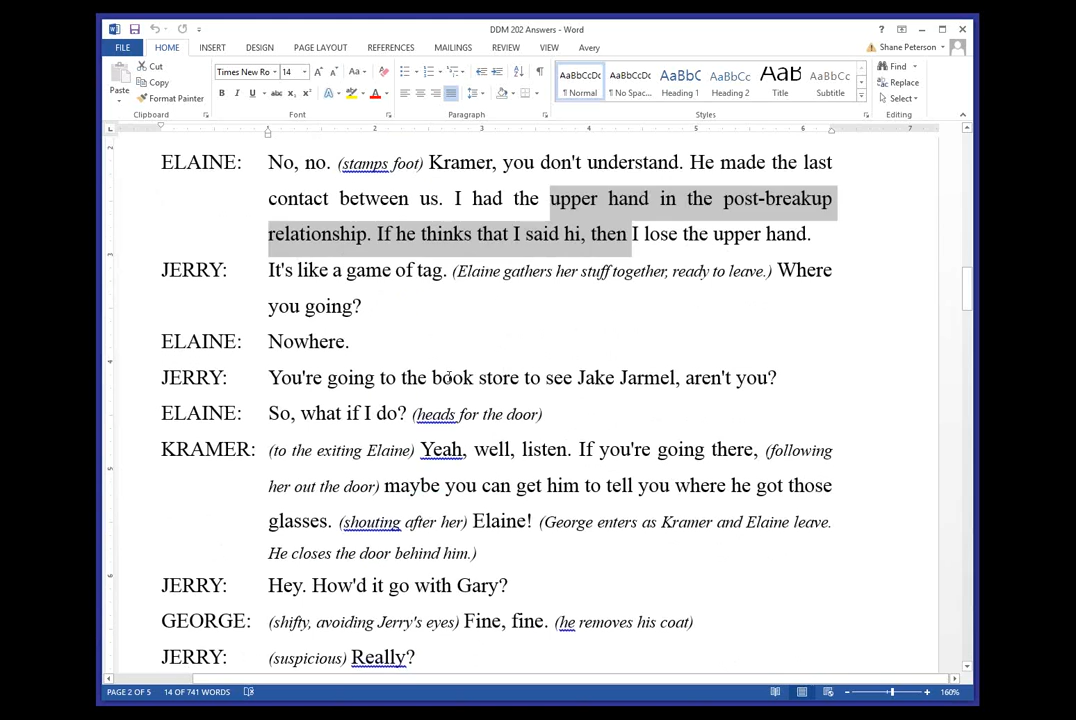 DDM 202 Answers - Word
FILE HOME INSERT DESIGN PAGE LAYOUT REFERENCES MAILINGS REVIEW VIEW Avery Shane Peterson
Paste
Cut
Copy
Format Painter
Clipboard
Times New Ro 14
Font
Paragraph
AaBbCcDc AaBbCcDc AaBbC AaBbCc AaB AaBbCcC
¶ Normal ¶ No Spac... Heading 1 Heading 2 Title Subtitle
Styles
Find
Replace
Select
Editing
ELAINE: No, no. (stamps foot) Kramer, you don't understand. He made the last
contact between us. I had the upper hand in the post-breakup
relationship. If he thinks that I said hi, then I lose the upper hand.
JERRY: It's like a game of tag. (Elaine gathers her stuff together, ready to leave.) Where
you going?
ELAINE: Nowhere.
JERRY: You're going to the book store to see Jake Jarmel, aren't you?
ELAINE: So, what if I do? (heads for the door)
KRAMER: (to the exiting Elaine) Yeah, well, listen. If you're going there, (following
her out the door) maybe you can get him to tell you where he got those
glasses. (shouting after her) Elaine! (George enters as Kramer and Elaine leave.
He closes the door behind him.)
JERRY: Hey. How'd it go with Gary?
GEORGE: (shifty, avoiding Jerry's eyes) Fine, fine. (he removes his coat)
JERRY: (suspicious) Really?
PAGE 2 OF 5 14 OF 741 WORDS 160%